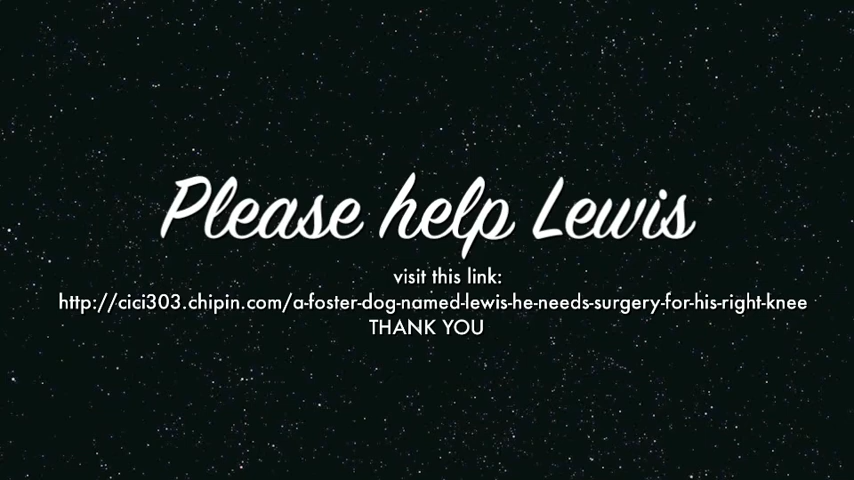 Please help Lewis
visit this link:
http://cici303.chipin.com/a-foster-dog-named-lewis-he-needs-surgery-for-his-right-knee
THANK YOU